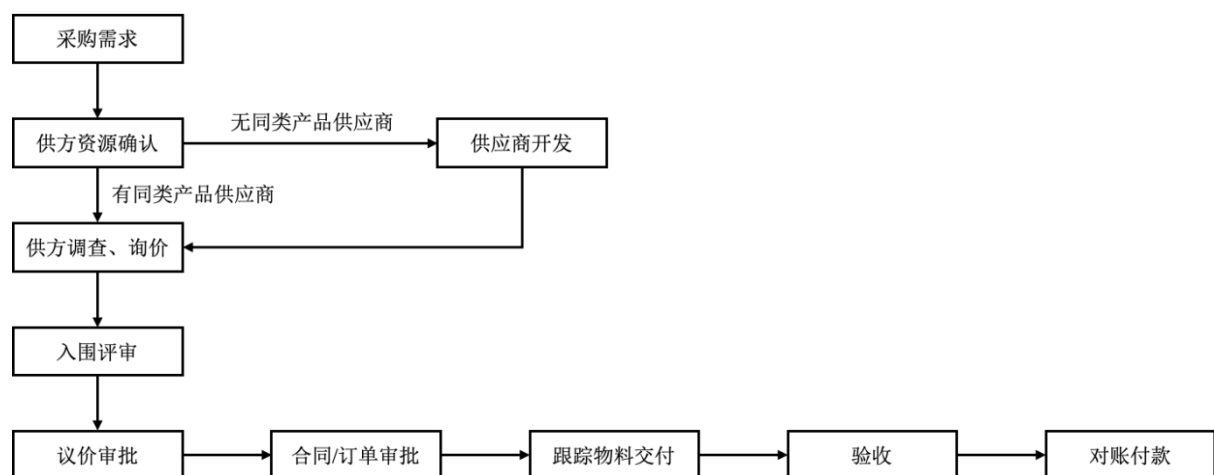 采购需求
无同类产品供应商
供方资源确认
供应商开发
有同类产品供应商
供方调查、询价
入围评审
议价审批
合同/订单审批
跟踪物料交付
验收
对账付款